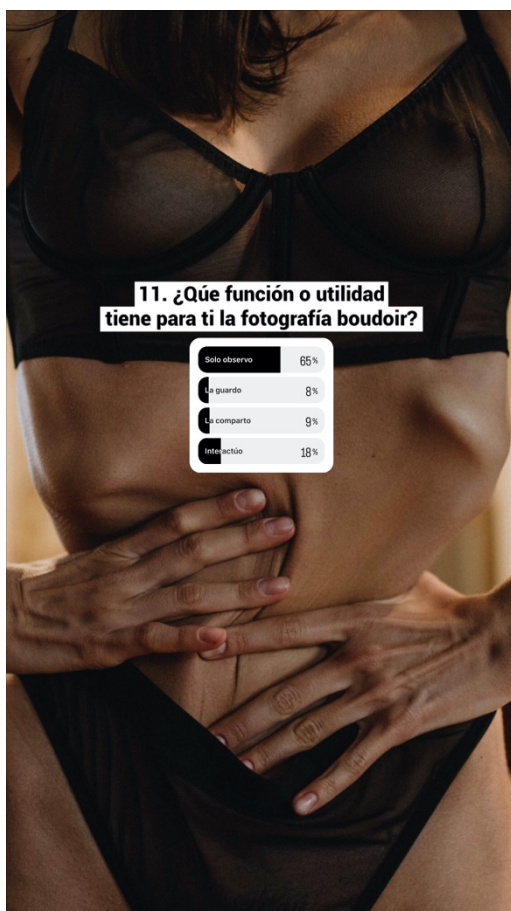 11. ¿Qúe función o utilidad
tiene para ti la fotografía boudoir?
Solo observo 65%
La guardo 8%
La comparto 9%
Interactúo 18%